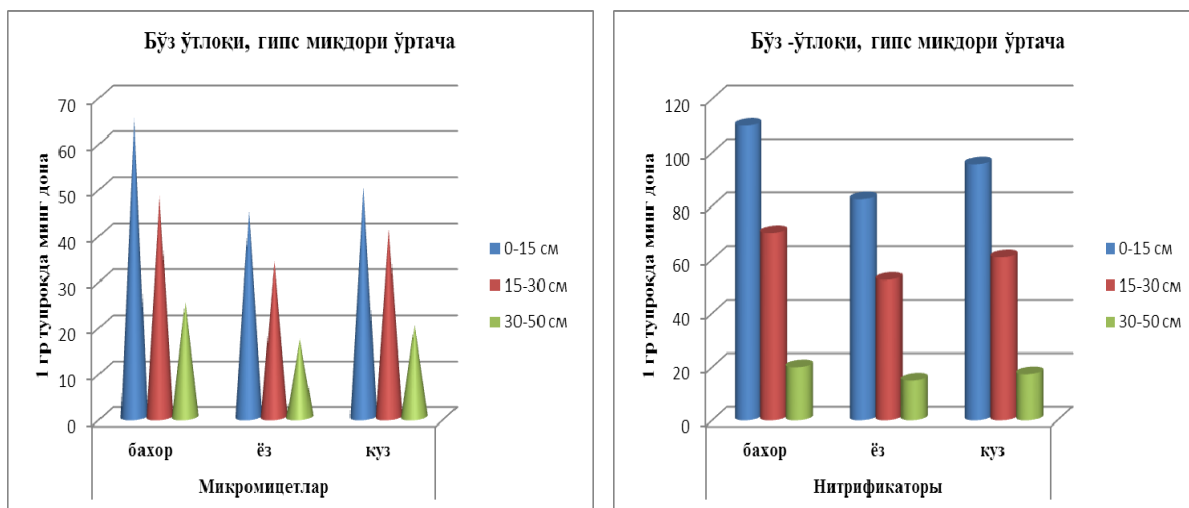 Бўз ўтлоқи, гипс миқдори ўртача
1 гр тупроқда минг дона
70
60
50
40
30
20
10
0
бахор
ёз
куз
Микромицетлар
0-15 см
15-30 см
30-50 см
Бўз -ўтлоқи, гипс миқдори ўртача
1 гр тупроқда минг дона
120
100
80
60
40
20
0
бахор
ёз
куз
Нитрификаторы
0-15 см
15-30 см
30-50 см